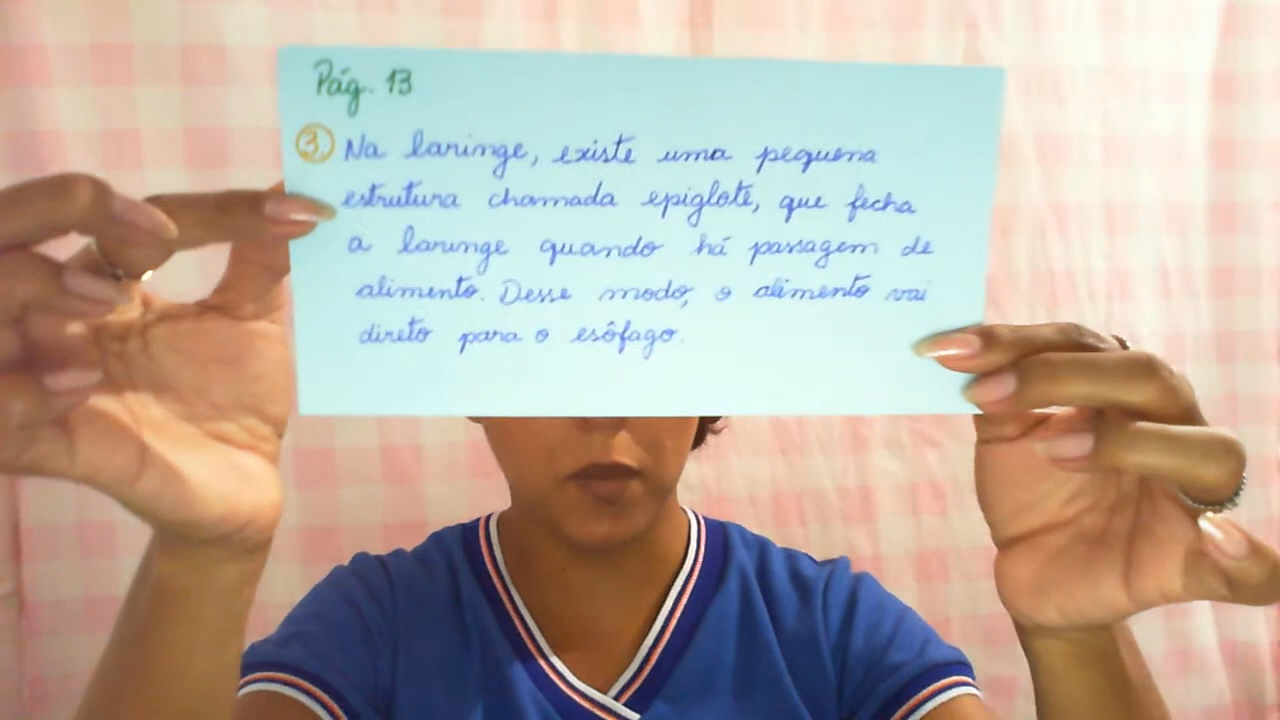 Pág. 13
3. Na laringe, existe uma pequena
estrutura chamada epiglote, que fecha
a laringe quando há passagem de
alimento. Desse modo, o alimento vai
direto para o esôfago.